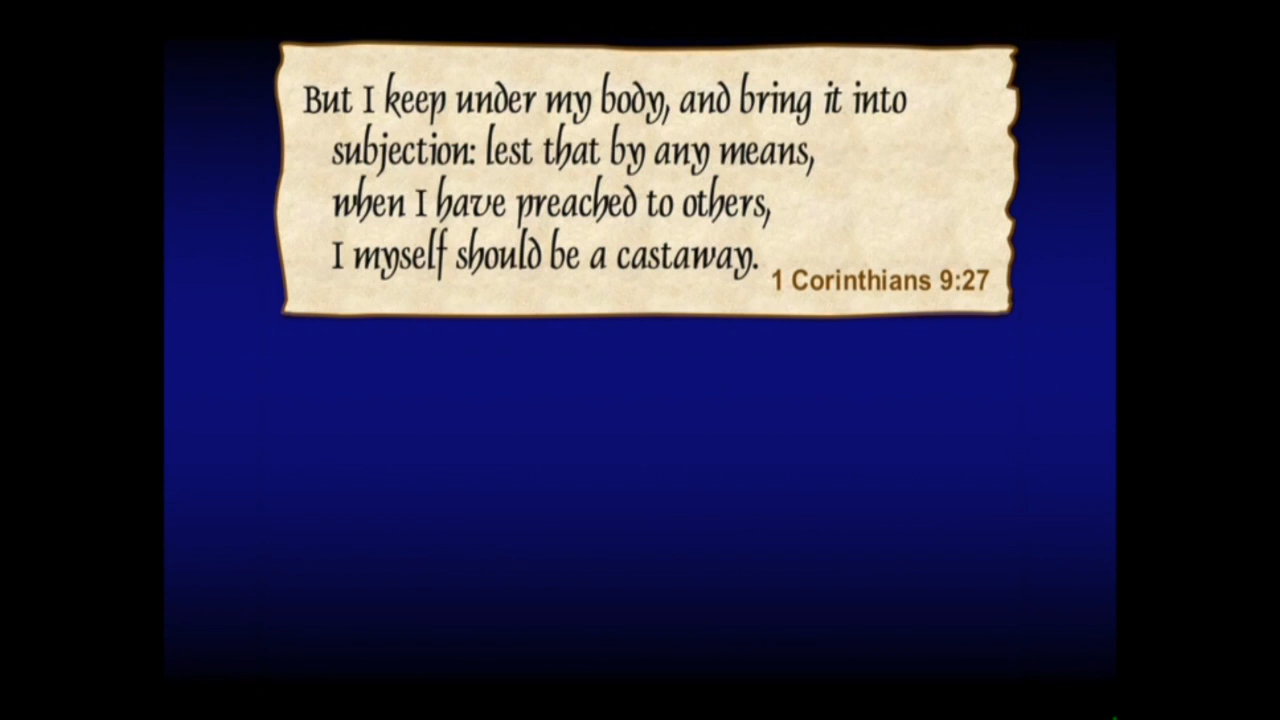 But I keep under my body, and bring it into
subjection: lest that by any means,
when I have preached to others,
I myself should be a castaway.
1 Corinthians 9:27